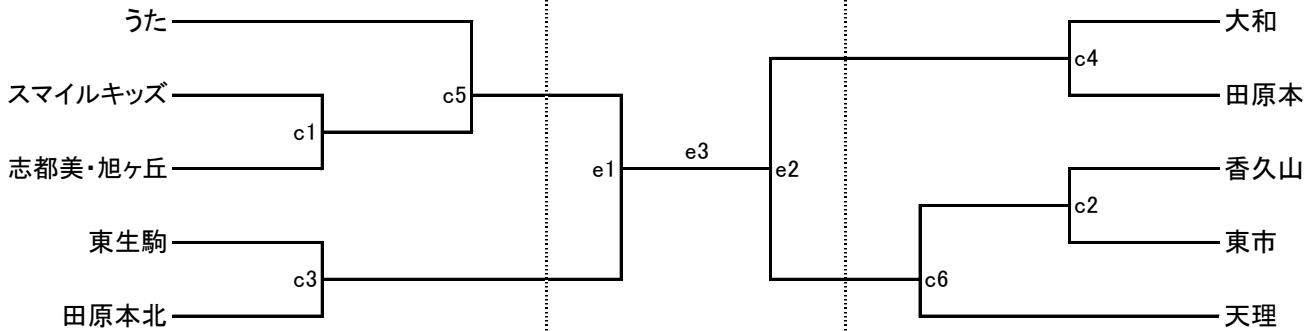 うた
スマイルキッズ
志都美・旭ヶ丘
東生駒
田原本北
c1
c5
c3
e1
e3
e2
c4
c2
c6
大和
田原本
香久山
東市
天理